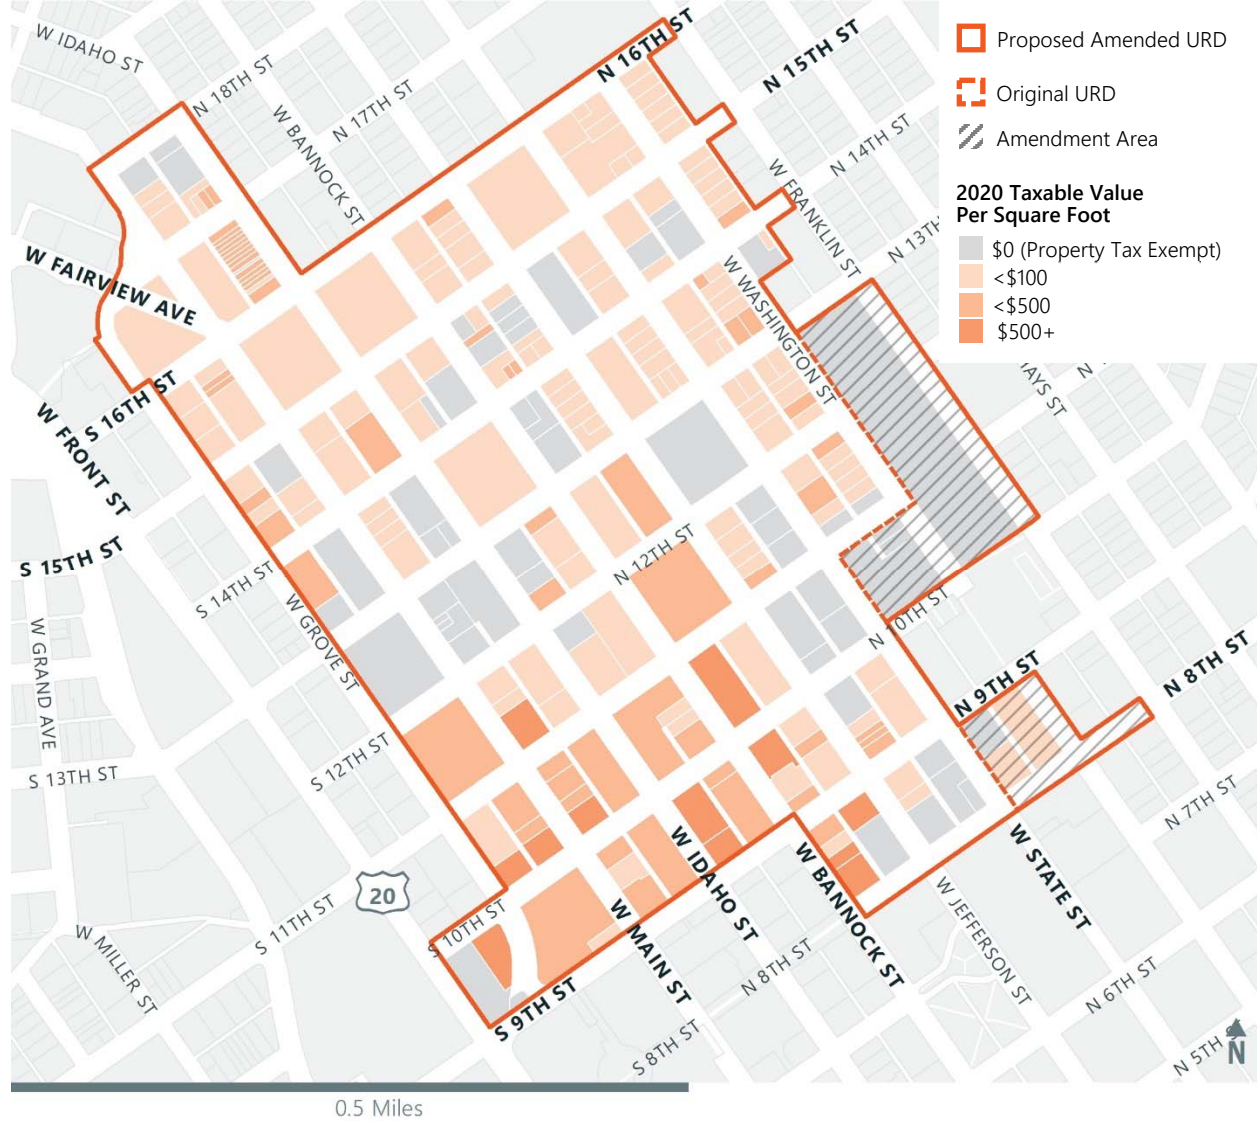 W IDAHO ST
N 18TH ST
W BANNOCK ST
N 17TH ST
N 16TH ST
N 15TH ST
N 14TH ST
W FRANKLIN ST
N 13TH
Proposed Amended URD
Original URD
Amendment Area
2020 Taxable Value
Per Square Foot
$0 (Property Tax Exempt)
<$100
<$500
$500+
W FAIRVIEW AVE
W WASHINGTON ST
AYS ST
N
S 16TH ST
W FRONT ST
S 15TH ST
S 14TH ST
N 12TH ST
W GROVE ST
W GRAND AVE
N 10TH ST
N 9TH ST
N 8TH ST
S 13TH ST
S 12TH ST
N 7TH ST
W IDAHO ST
W BANNOCK ST
W STATE ST
20
S 11TH ST
S 10TH ST
W MAIN ST
W JEFFERSON ST
W MILLER ST
N 8TH ST
N 6TH ST
S 9TH ST
S 8TH ST
N 5TH
N
0.5 Miles